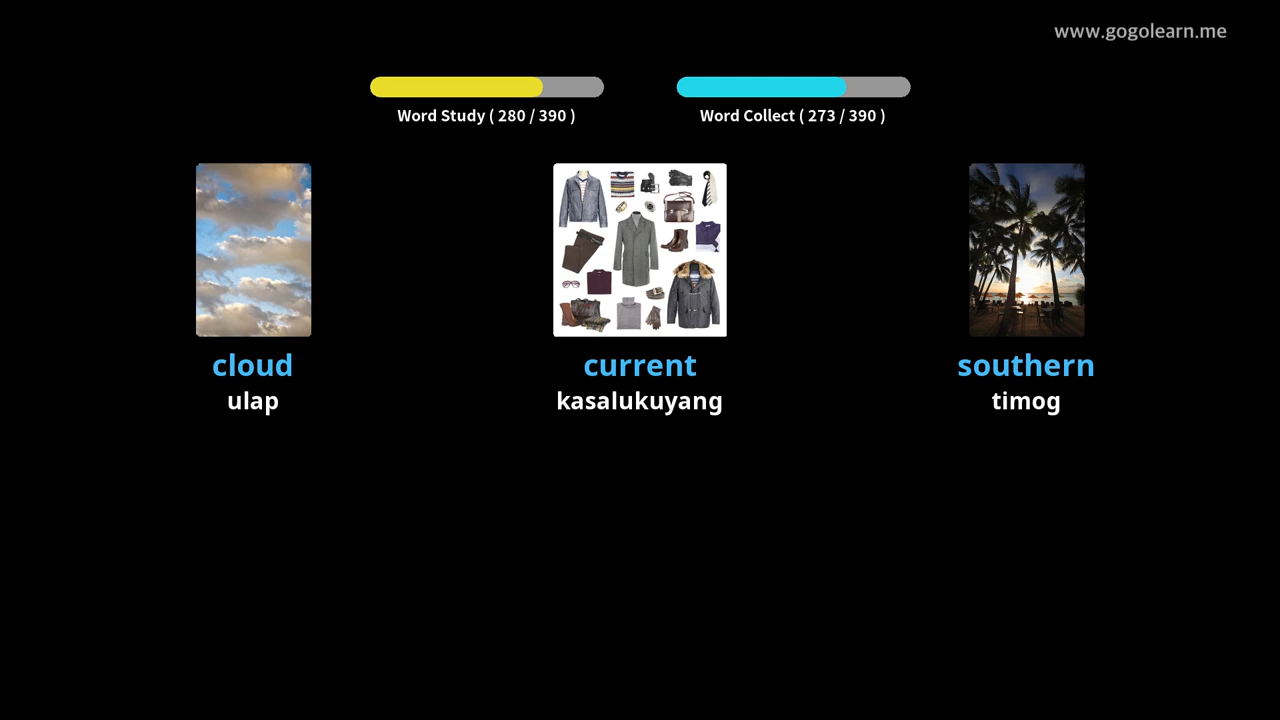 www.gogolearn.me
Word Study ( 280 / 390 )
Word Collect ( 273 / 390 )
cloud
ulap
current
kasalukuyang
southern
timog